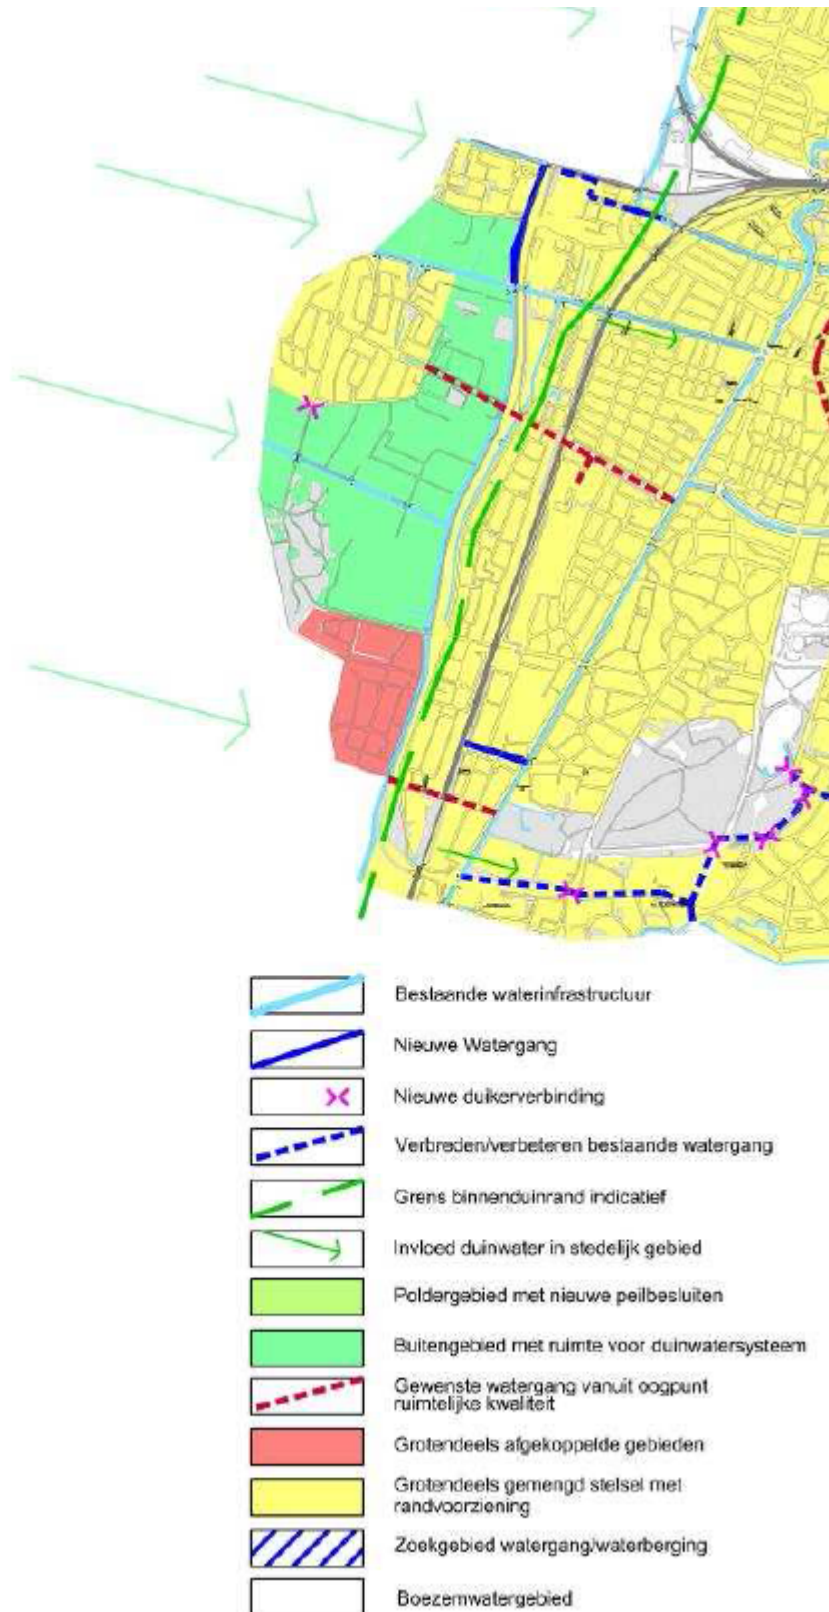 Bestaande waterinfrastructuur
Nieuwe Watergang
Nieuwe duikerverbinding
Verbreden/verbeteren bestaande watergang
Grens binnenduinrand indicatief
Invloed duinwater in stedelijk gebied
Poldergebied met nieuwe peilbesluiten
Buitengebied met ruimte voor duinwatersysteem
Gewenste watergang vanuit oogpunt
ruimtelijke kwaliteit
Grotendeels afgekoppelde gebieden
Grotendeels gemengd stelsel met
randvoorziening
Zoekgebied watergang/waterberging
Boezemwatergebied